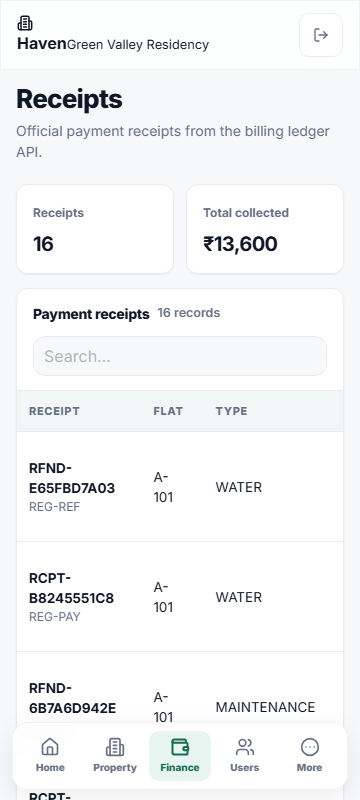 HavenGreen Valley Residency
Receipts
Official payment receipts from the billing ledger
API.
Receipts
16
Total collected
₹13,600
Payment receipts 16 records
Search...
RECEIPT FLAT TYPE
RFND-
E65FBD7A03
REG-REF
A-
101
WATER
RCPT-
B8245551C8
REG-PAY
A-
101
WATER
RFND-
6B7A6D942E
A-
101
MAINTENANCE
Home Property Finance Users More
RCPT-